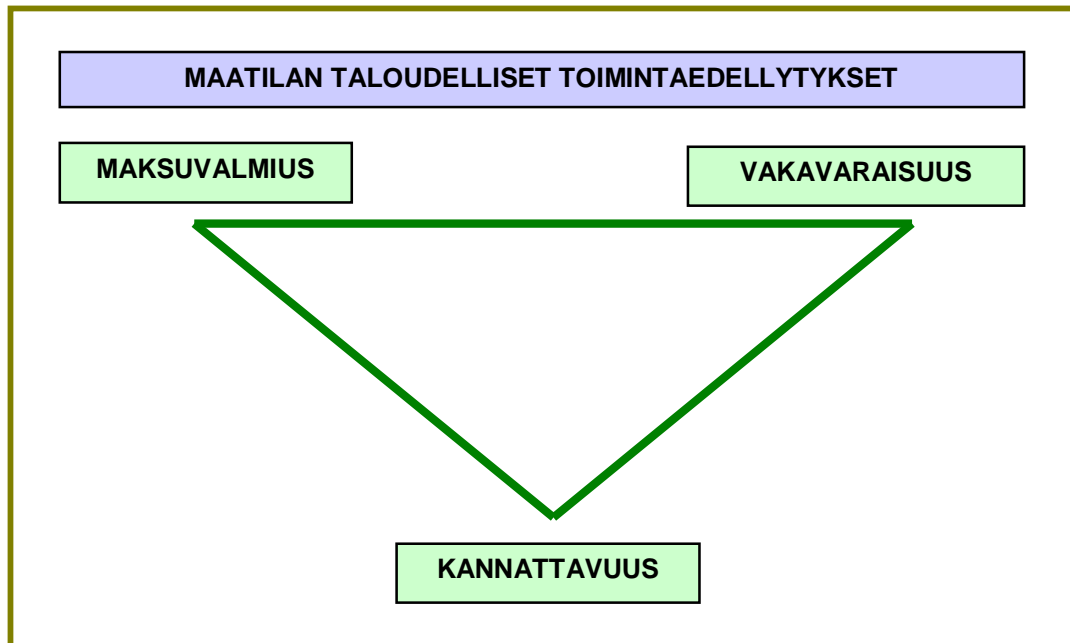 MAATILAN TALOUDELLISET TOIMINTAEDELLYTYKSET
MAKSUVALMIUS
VAKAVARAISUUS
KANNATTAVUUS